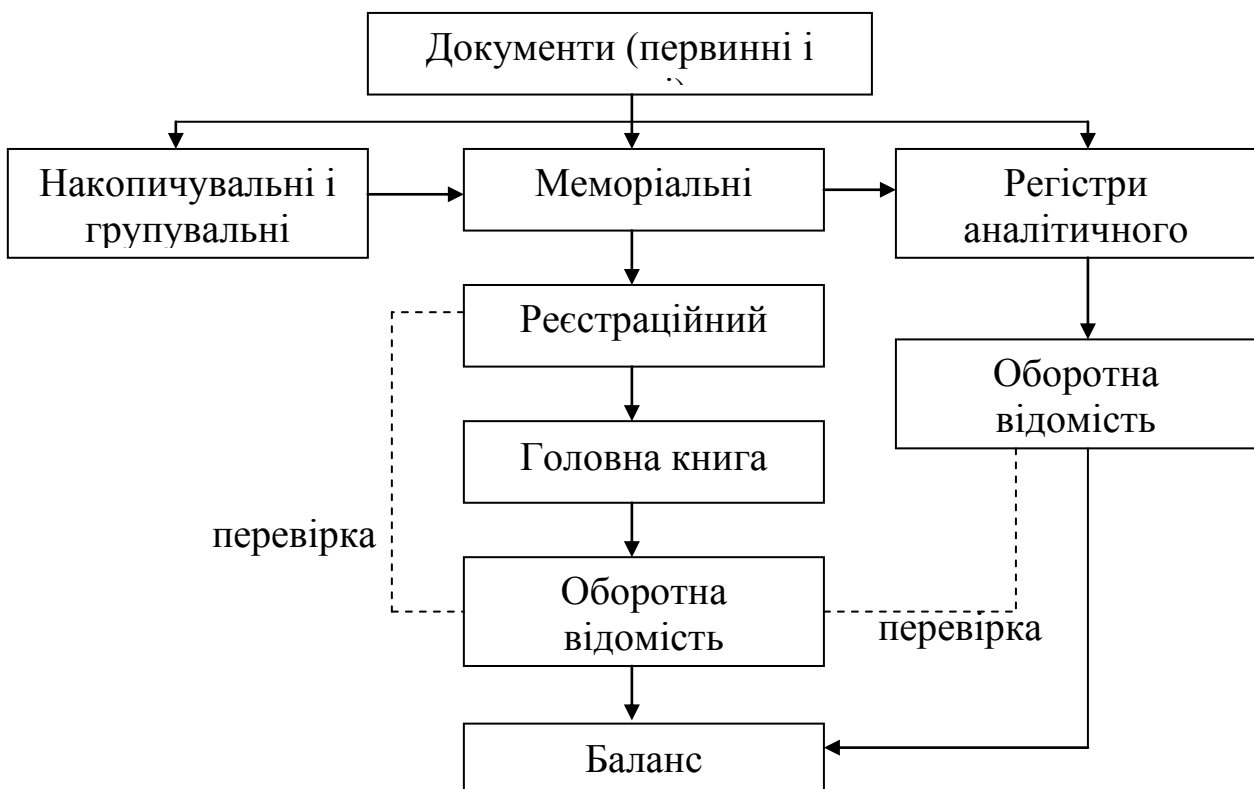 Документи (первинні і
Накопичувальні і
групувальні
Меморіальні
Регістри
аналітичного
Реєстраційний
Оборотна
відомість
Головна книга
перевірка
Оборотна
відомість
перевірка
Баланс